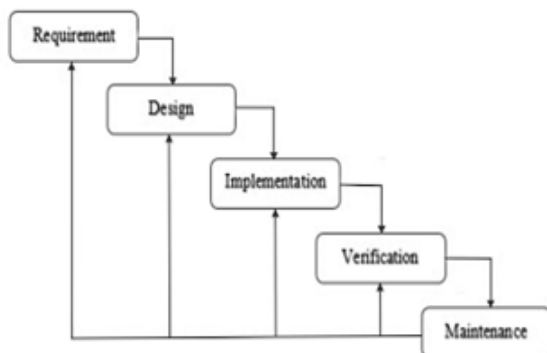 Requirement
Design
Implementation
Verification
Maintenance